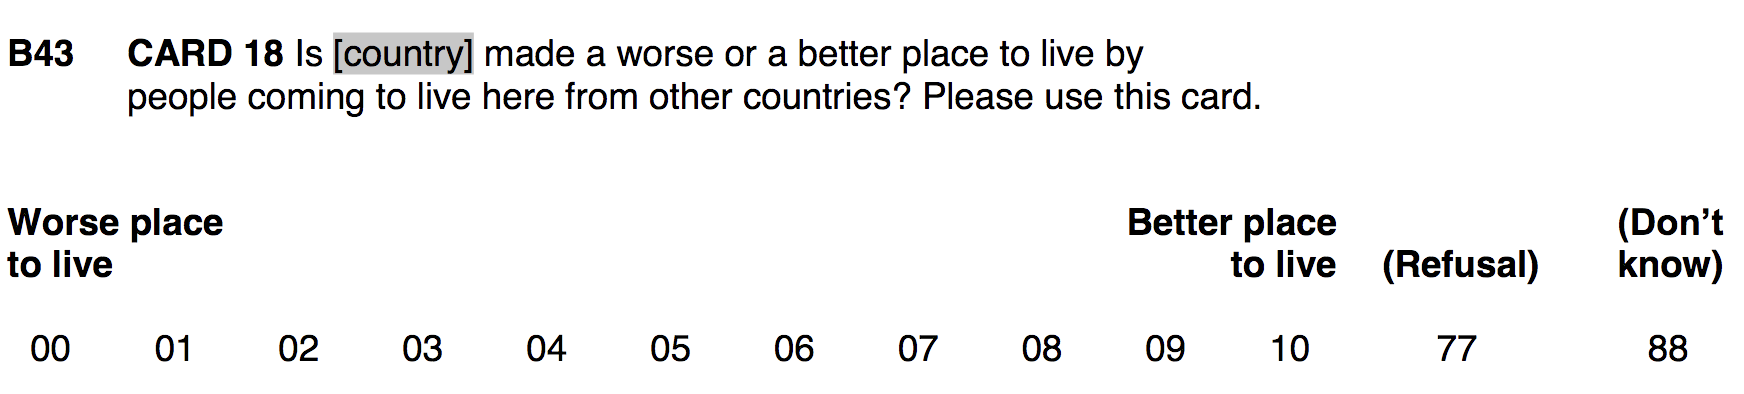 B43 CARD 18 Is [country] made a worse or a better place to live by
people coming to live here from other countries? Please use this card.
Worse place Better place (Don’t
to live to live (Refusal) know)
00 01 02 03 04 05 06 07 08 09 10 77 88